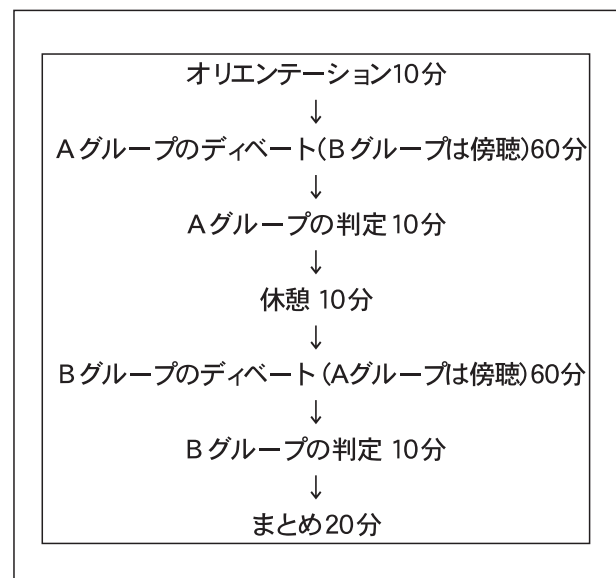 オリエンテーション10分
↓
Aグループのディベート(Bグループは傍聴)60分
↓
Aグループの判定10分
↓
休憩 10分
↓
Bグループのディベート(Aグループは傍聴)60分
↓
Bグループの判定 10分
↓
まとめ20分